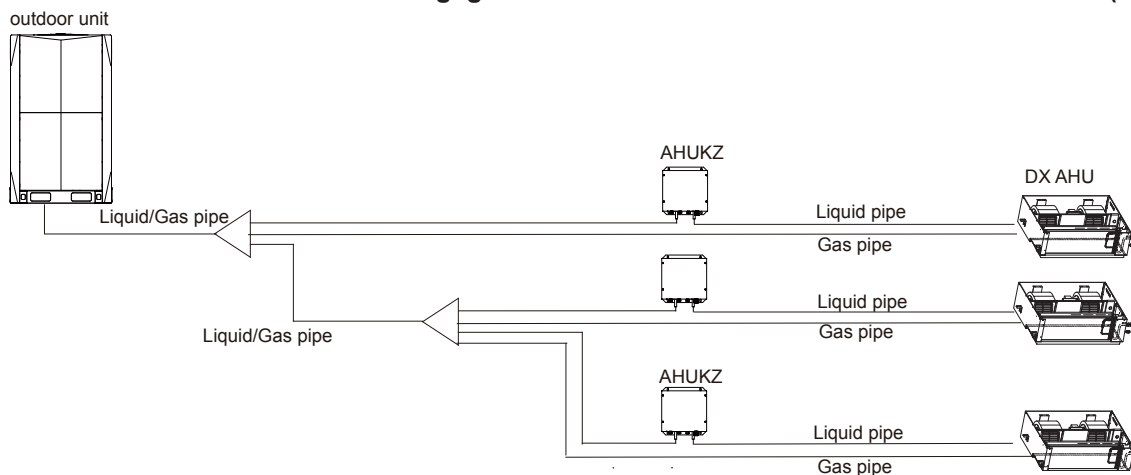 outdoor unit
AHUKZ
DX AHU
Liquid/Gas pipe
Liquid pipe
Gas pipe
Liquid pipe
Liquid/Gas pipe
Gas pipe
AHUKZ
Liquid pipe
Gas pipe